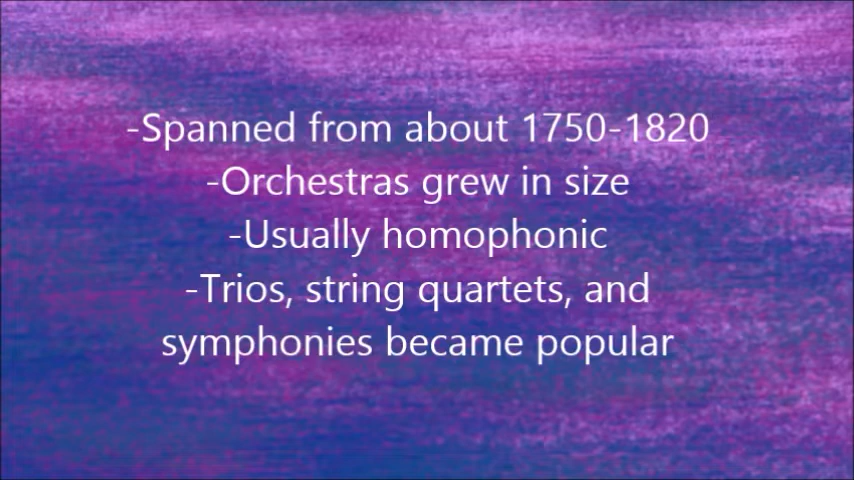 -Spanned from about 1750-1820
-Orchestras grew in size
-Usually homophonic
-Trios, string quartets, and
symphonies became popular